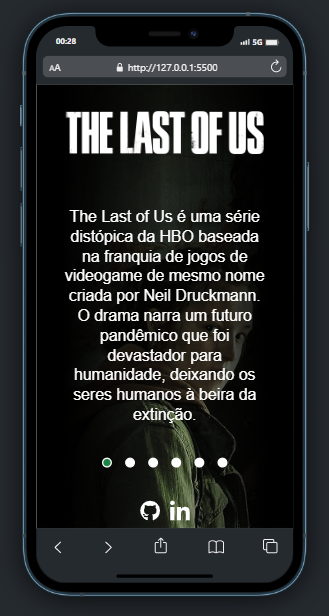 00:28
5G
AA
http://127.0.0.1:5500
THE LAST OF US
The Last of Us é uma série
distópica da HBO baseada
na franquia de jogos de
videogame de mesmo nome
criada por Neil Druckmann.
O drama narra um futuro
pandêmico que foi
devastador para
humanidade, deixando os
seres humanos à beira da
extinção.
in